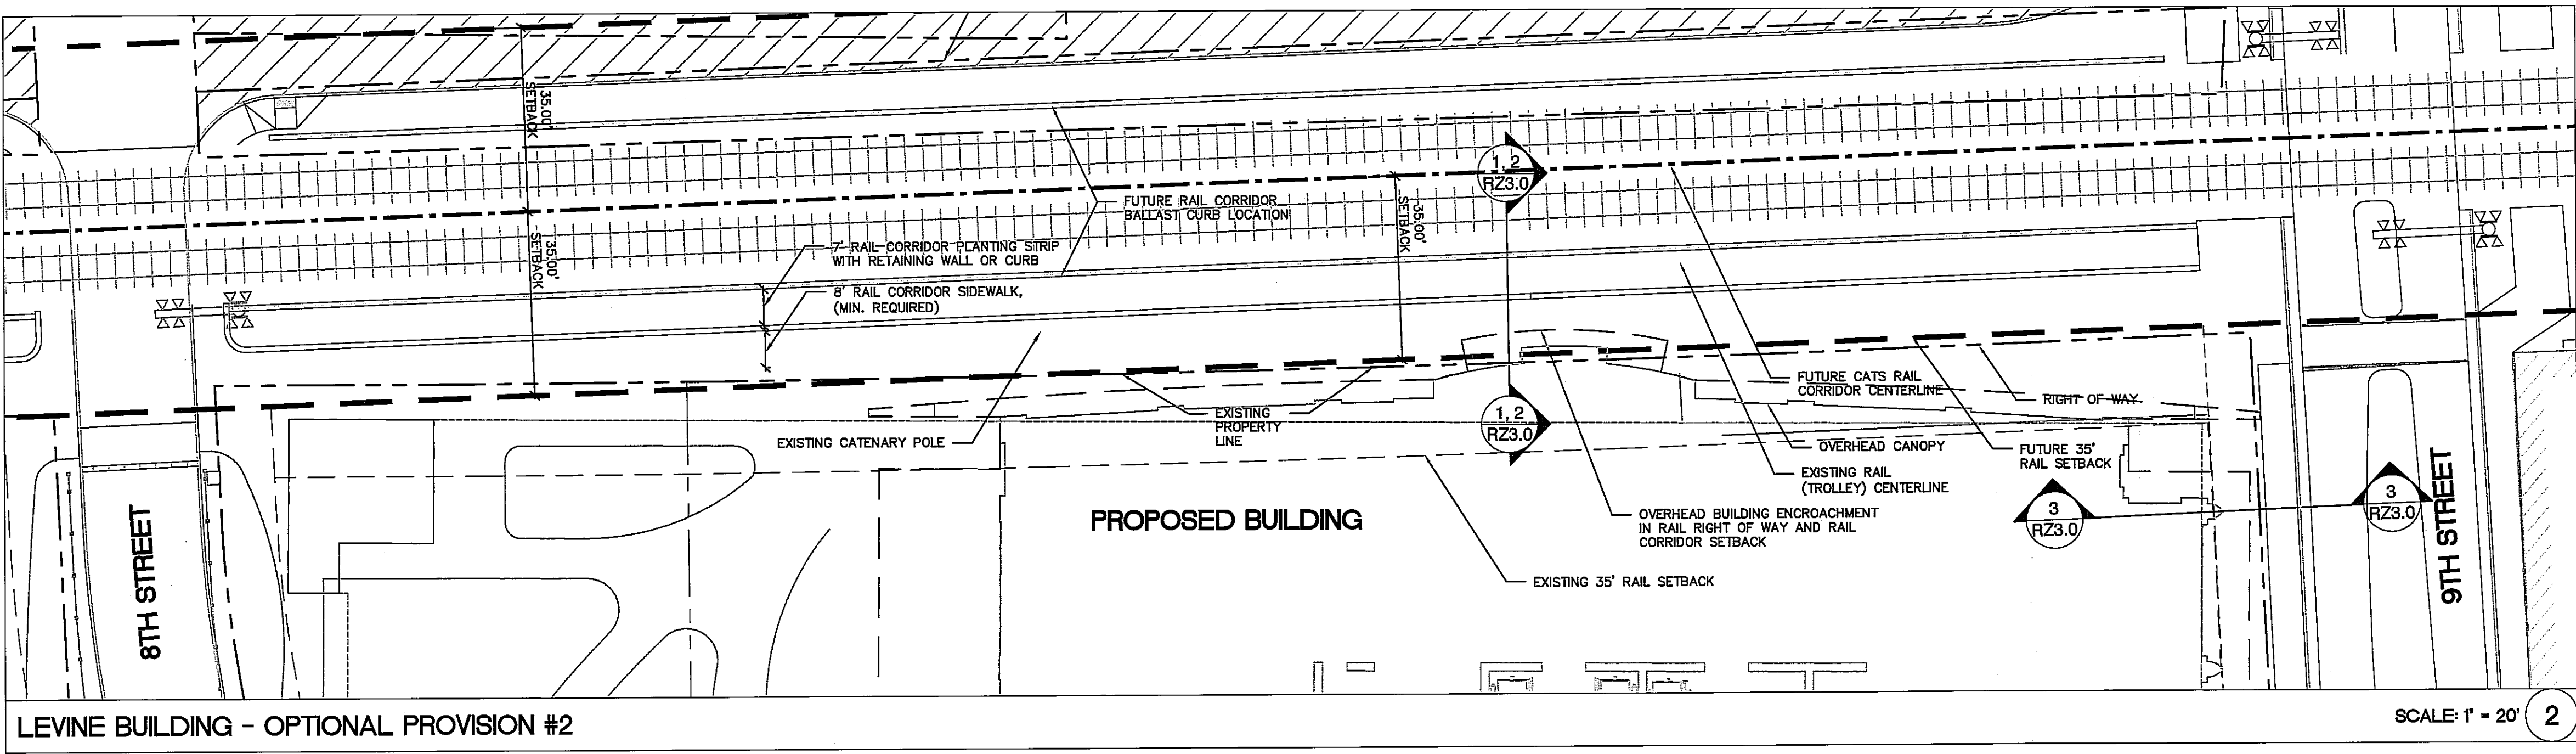 35.00'
SETBACK
1, 2
RZ3.0
FUTURE RAIL CORRIDOR
BALLAST CURB LOCATION
35.00'
SETBACK
35.00'
SETBACK
7' RAIL CORRIDOR PLANTING STRIP
WITH RETAINING WALL OR CURB
8' RAIL CORRIDOR SIDEWALK,
(MIN. REQUIRED)
FUTURE CATS RAIL
CORRIDOR CENTERLINE
RIGHT OF WAY
EXISTING
PROPERTY
LINE
1, 2
RZ3.0
EXISTING CATENARY POLE
OVERHEAD CANOPY
FUTURE 35'
RAIL SETBACK
EXISTING RAIL
(TROLLEY) CENTERLINE
PROPOSED BUILDING
OVERHEAD BUILDING ENCROACHMENT
IN RAIL RIGHT OF WAY AND RAIL
CORRIDOR SETBACK
3
RZ3.0
3
RZ3.0
EXISTING 35' RAIL SETBACK
8TH STREET
9TH STREET
LEVINE BUILDING - OPTIONAL PROVISION #2
SCALE: 1" = 20'
2